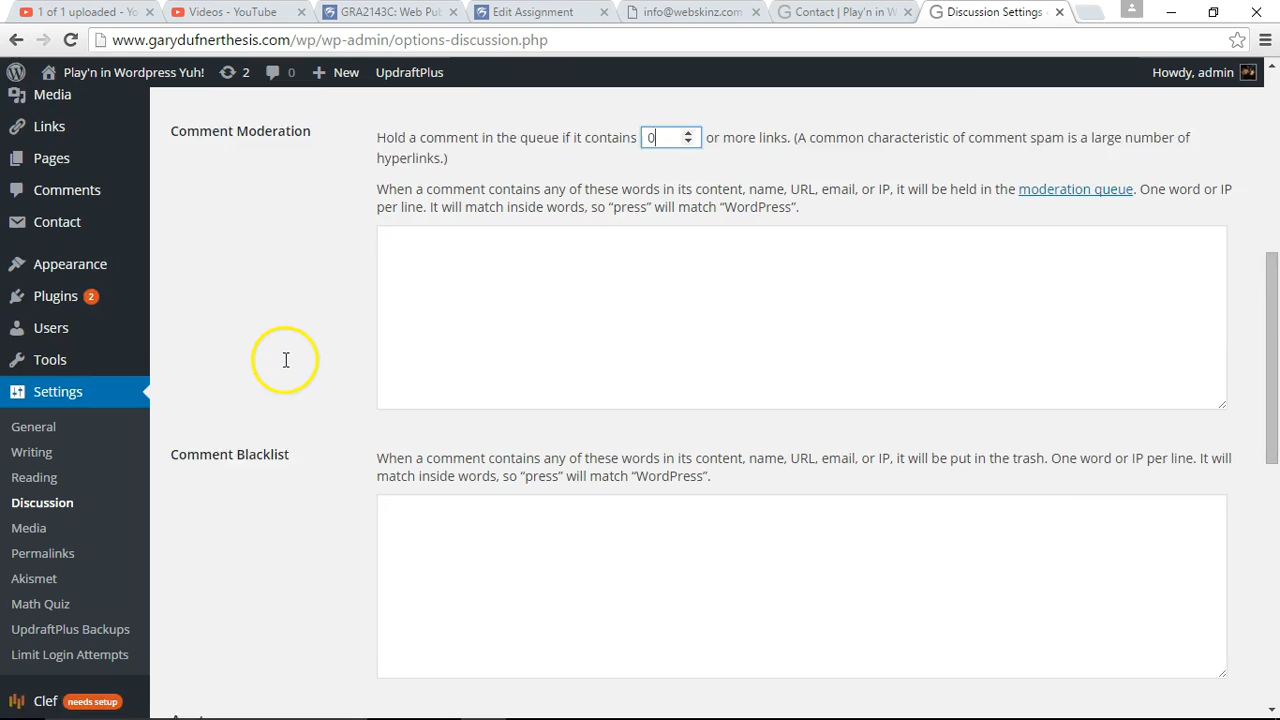 1 of 1 uploaded - Yo
Videos - YouTube
GRA2143C: Web Pub
Edit Assignment
info@webskinz.com
Contact | Play'n in W
Discussion Settings
www.garydufnerthesis.com/wp/wp-admin/options-discussion.php
Play'n in Wordpress Yuh! 2 0 New UpdraftPlus Howdy, admin
Media
Links
Pages
Comments
Contact
Appearance
Plugins 2
Users
Tools
Settings
General
Writing
Reading
Discussion
Media
Permalinks
Akismet
Math Quiz
UpdraftPlus Backups
Limit Login Attempts
Clef needs setup
Comment Moderation
Hold a comment in the queue if it contains 0 or more links. (A common characteristic of comment spam is a large number of
hyperlinks.)
When a comment contains any of these words in its content, name, URL, email, or IP, it will be held in the moderation queue. One word or IP
per line. It will match inside words, so “press” will match “WordPress”.
Comment Blacklist
When a comment contains any of these words in its content, name, URL, email, or IP, it will be put in the trash. One word or IP per line. It will
match inside words, so “press” will match “WordPress”.